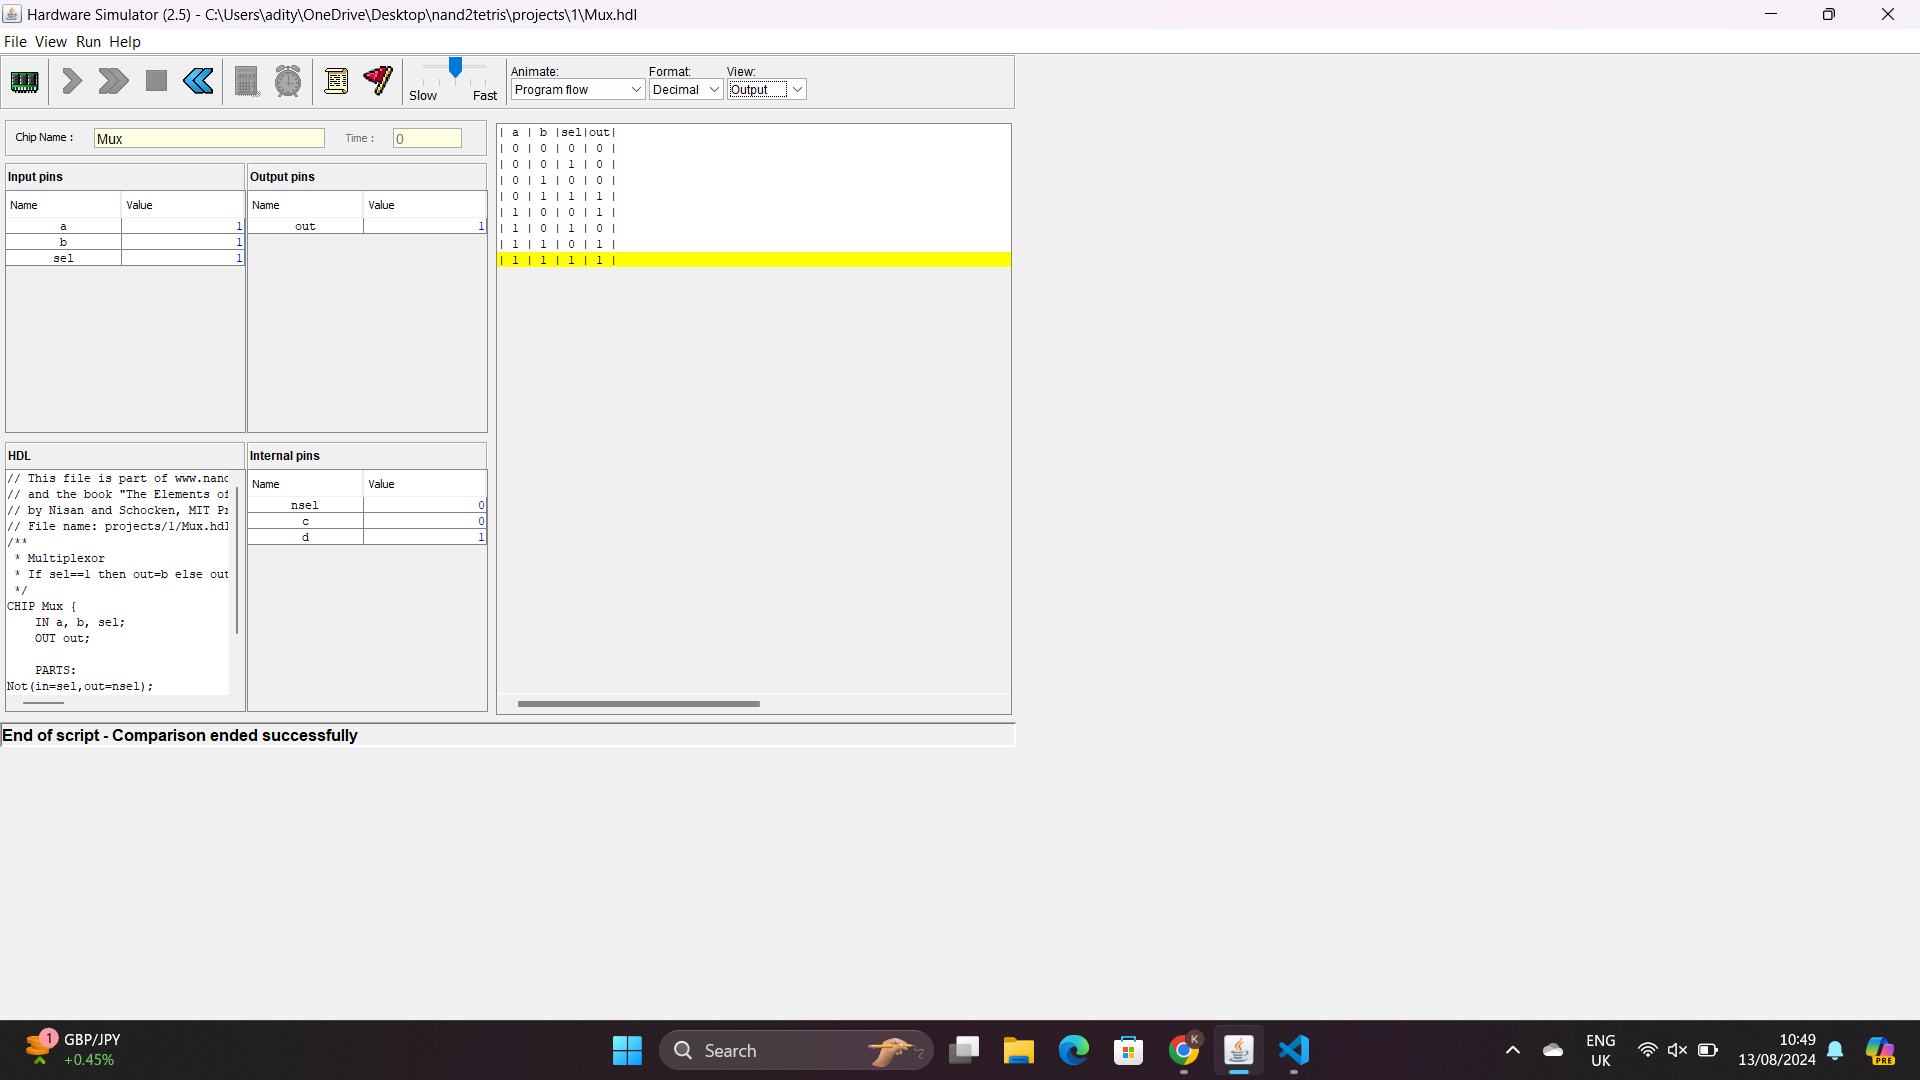 Hardware Simulator (2.5) - C:\Users\adity\OneDrive\Desktop\nand2tetris\projects\1\Mux.hdl
File View Run Help
Slow Fast
Animate: Format: View:
Program flow Decimal Output
Chip Name : Mux Time : 0
Input pins
Name Value
a 1
b 1
sel 1
Output pins
Name Value
out 1
| a | b |sel|out|
| 0 | 0 | 0 | 0 |
| 0 | 0 | 1 | 0 |
| 0 | 1 | 0 | 0 |
| 0 | 1 | 1 | 1 |
| 1 | 0 | 0 | 1 |
| 1 | 0 | 1 | 0 |
| 1 | 1 | 0 | 1 |
| 1 | 1 | 1 | 1 |
HDL
// This file is part of www.nand
// and the book "The Elements of
// by Nisan and Schocken, MIT Pr
// File name: projects/1/Mux.hdl
/**
* Multiplexor
* If sel==1 then out=b else out
*/
CHIP Mux {
IN a, b, sel;
OUT out;
PARTS:
Not(in=sel,out=nsel);
Internal pins
Name Value
nsel 0
c 0
d 1
End of script - Comparison ended successfully
1
GBP/JPY
+0.45%
Search
K
ENG
UK
10:49
13/08/2024
PRE